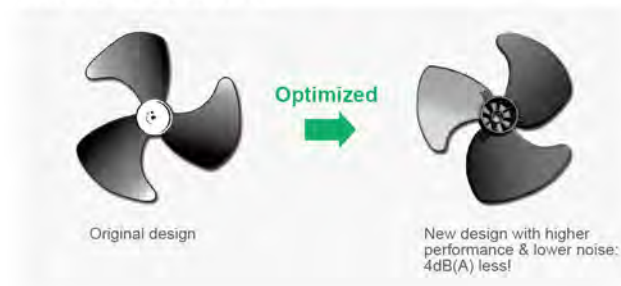 Optimized
Original design
New design with higher
performance & lower noise:
4dB(A) less!